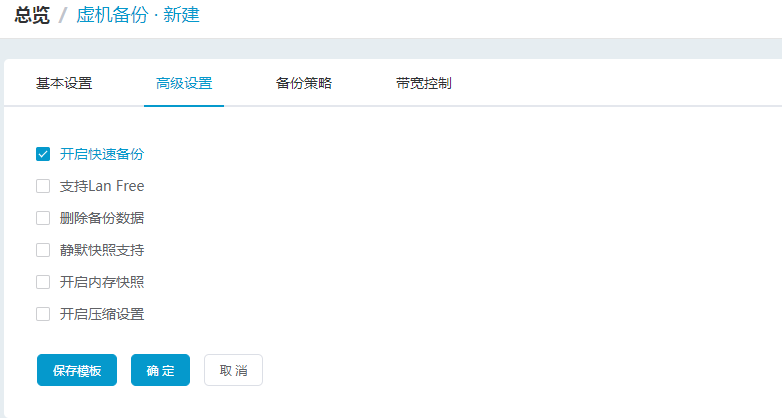 总览 / 虚机备份 · 新建
基本设置 高级设置 备份策略 带宽控制
开启快速备份
支持Lan Free
删除备份数据
静默快照支持
开启内存快照
开启压缩设置
保存模板 确 定 取 消